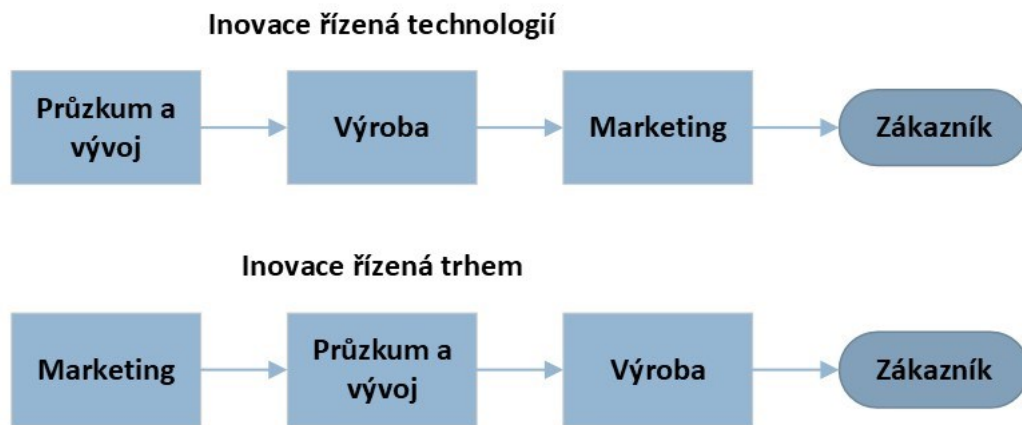 Inovace řízená technologií
Průzkum a
vývoj
Výroba
Marketing
Zákazník
Inovace řízená trhem
Marketing
Průzkum a
vývoj
Výroba
Zákazník